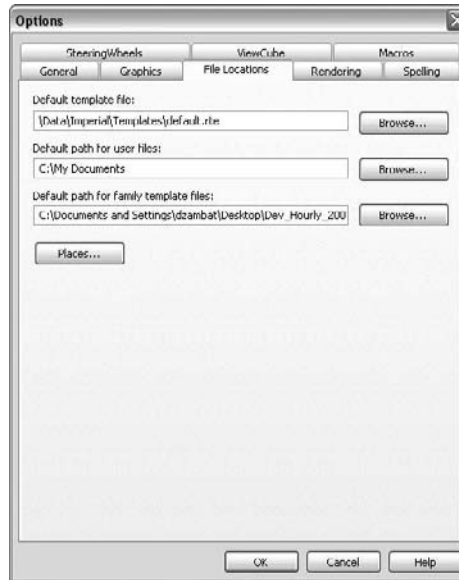 Options
SteeringWheels ViewCube Macros
General Graphics File Locations Rendering Spelling
Default template file:
\Data\Imperial\Templates\default.rte Browse...
Default path for user files:
C:\My Documents Browse...
Default path for family template files:
C:\Documents and Settings\dzambat\Desktop\Dev_Hourly_200 Browse...
Places...
OK Cancel Help